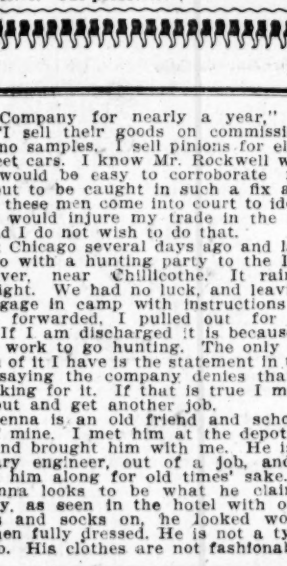 Company for nearly a year,"
"I sell their goods on commissi
no samples. I sell pinions for el
eet cars. I know Mr. Rockwell w
would be easy to corroborate
out to be caught in such a fix a
these men come into court to id
would injure my trade in the
d I do not wish to do that.
Chicago several days ago and l
o with a hunting party to the I
ver, near Chillicothe. It rai
ight. We had no luck, and leav
gage in camp with instructions
forwarded, I pulled out for
If I am discharged it is becaus
work to go hunting. The only
of it I have is the statement in
saying the company denies tha
king for it. If that is true I m
out and get another job.
enna is an old friend and scho
mine. I met him at the depot
nd brought him with me. He is
ry engineer, out of a job, and
him along for old times' sake.
nna looks to be what he clai
y, as seen in the hotel with o
s and socks on, he looked wo
en fully dressed. He is not a ty
o. His clothes are not fashionab